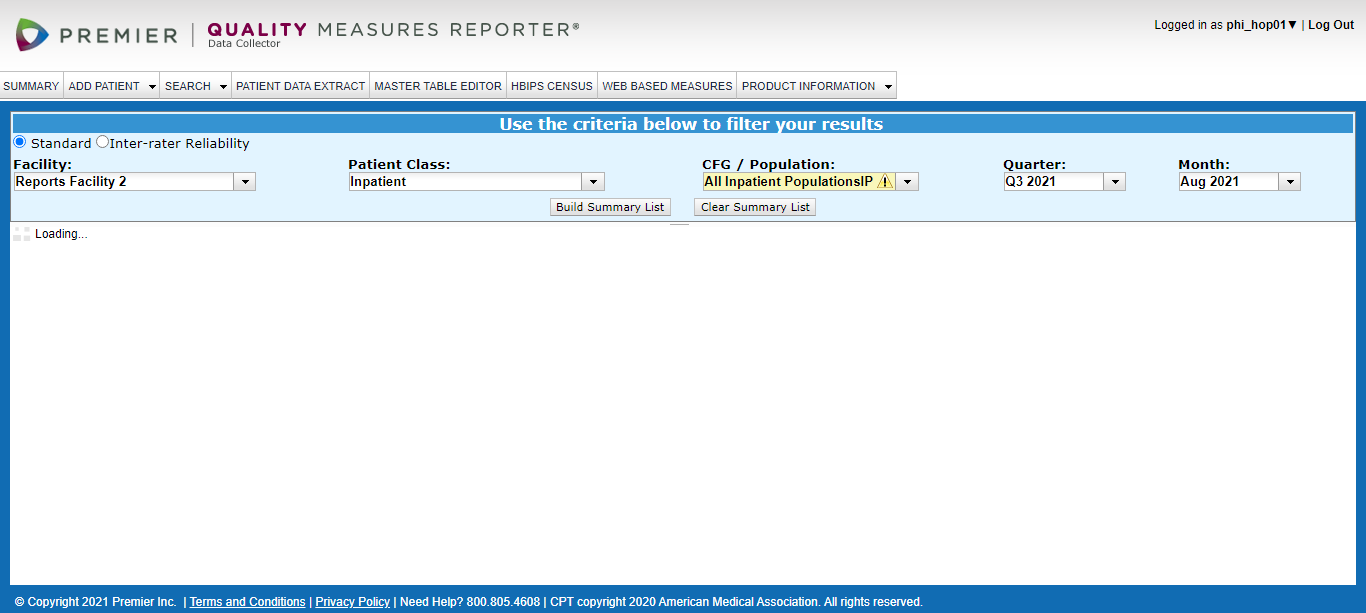 PREMIER | QUALITY MEASURES REPORTER®
Data Collector
Logged in as phi_hop01▼ | Log Out
SUMMARY ADD PATIENT SEARCH PATIENT DATA EXTRACT MASTER TABLE EDITOR HBIPS CENSUS WEB BASED MEASURES PRODUCT INFORMATION
Use the criteria below to filter your results
Standard Inter-rater Reliability
Facility: Patient Class: CFG / Population: Quarter: Month:
Reports Facility 2 Inpatient All Inpatient PopulationsIP Q3 2021 Aug 2021
Build Summary List Clear Summary List
Loading...
© Copyright 2021 Premier Inc. | Terms and Conditions | Privacy Policy | Need Help? 800.805.4608 | CPT copyright 2020 American Medical Association. All rights reserved.